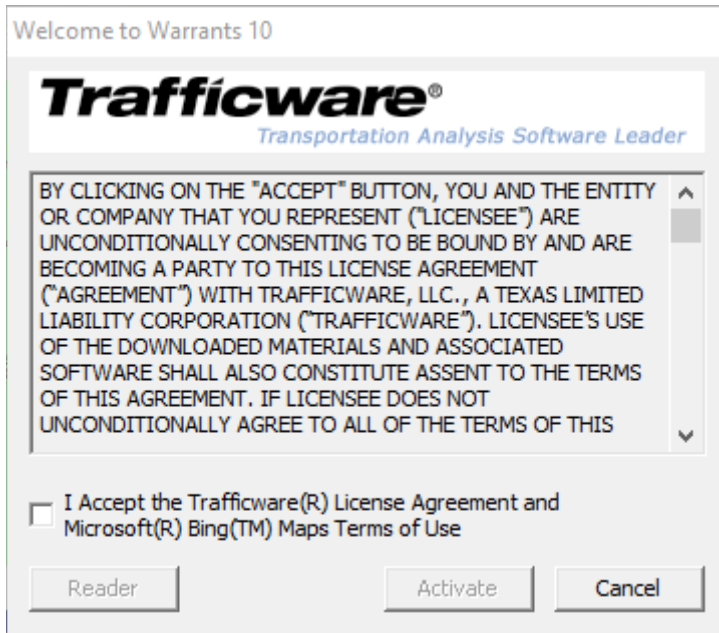 Welcome to Warrants 10
Trafficware®
Transportation Analysis Software Leader
BY CLICKING ON THE "ACCEPT" BUTTON, YOU AND THE ENTITY
OR COMPANY THAT YOU REPRESENT ("LICENSEE") ARE
UNCONDITIONALLY CONSENTING TO BE BOUND BY AND ARE
BECOMING A PARTY TO THIS LICENSE AGREEMENT
(“AGREEMENT”) WITH TRAFFICWARE, LLC., A TEXAS LIMITED
LIABILITY CORPORATION (“TRAFFICWARE”). LICENSEE’S USE
OF THE DOWNLOADED MATERIALS AND ASSOCIATED
SOFTWARE SHALL ALSO CONSTITUTE ASSENT TO THE TERMS
OF THIS AGREEMENT. IF LICENSEE DOES NOT
UNCONDITIONALLY AGREE TO ALL OF THE TERMS OF THIS
I Accept the Trafficware(R) License Agreement and
Microsoft(R) Bing(TM) Maps Terms of Use
Reader Activate Cancel